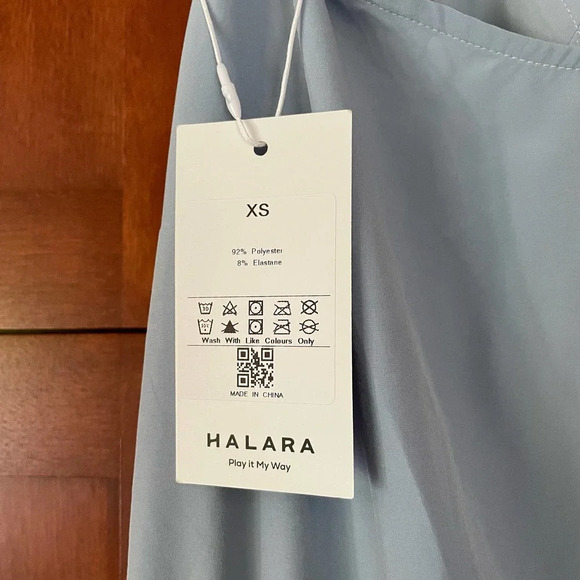 XS
92% Polyester
8% Elastane
Wash With Like Colours Only
MADE IN CHINA
HALARA
Play it My Way